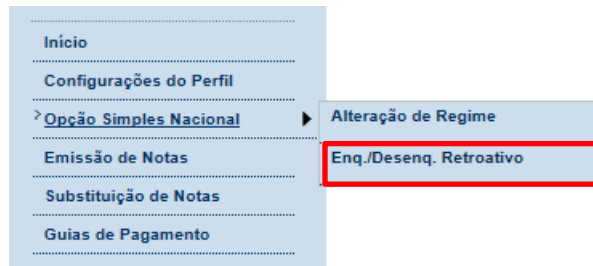 Início
Configurações do Perfil
Opção Simples Nacional
Alteração de Regime
Emissão de Notas
Enq./Desenq. Retroativo
Substituição de Notas
Guias de Pagamento